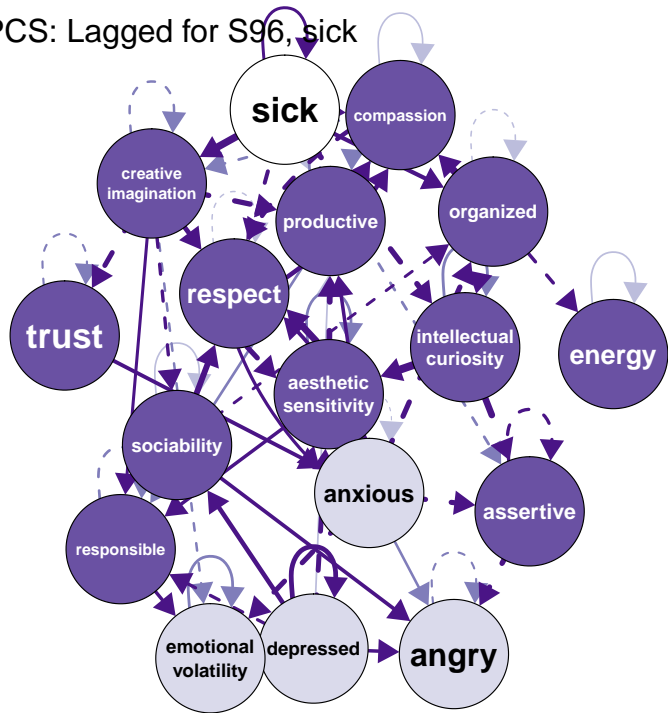 PCS: Lagged for S96, sick
sick
compassion
creative
imagination
productive
organized
respect
trust
intellectual
curiosity
energy
aesthetic
sensitivity
sociability
anxious
assertive
responsible
emotional
volatility
depressed
angry